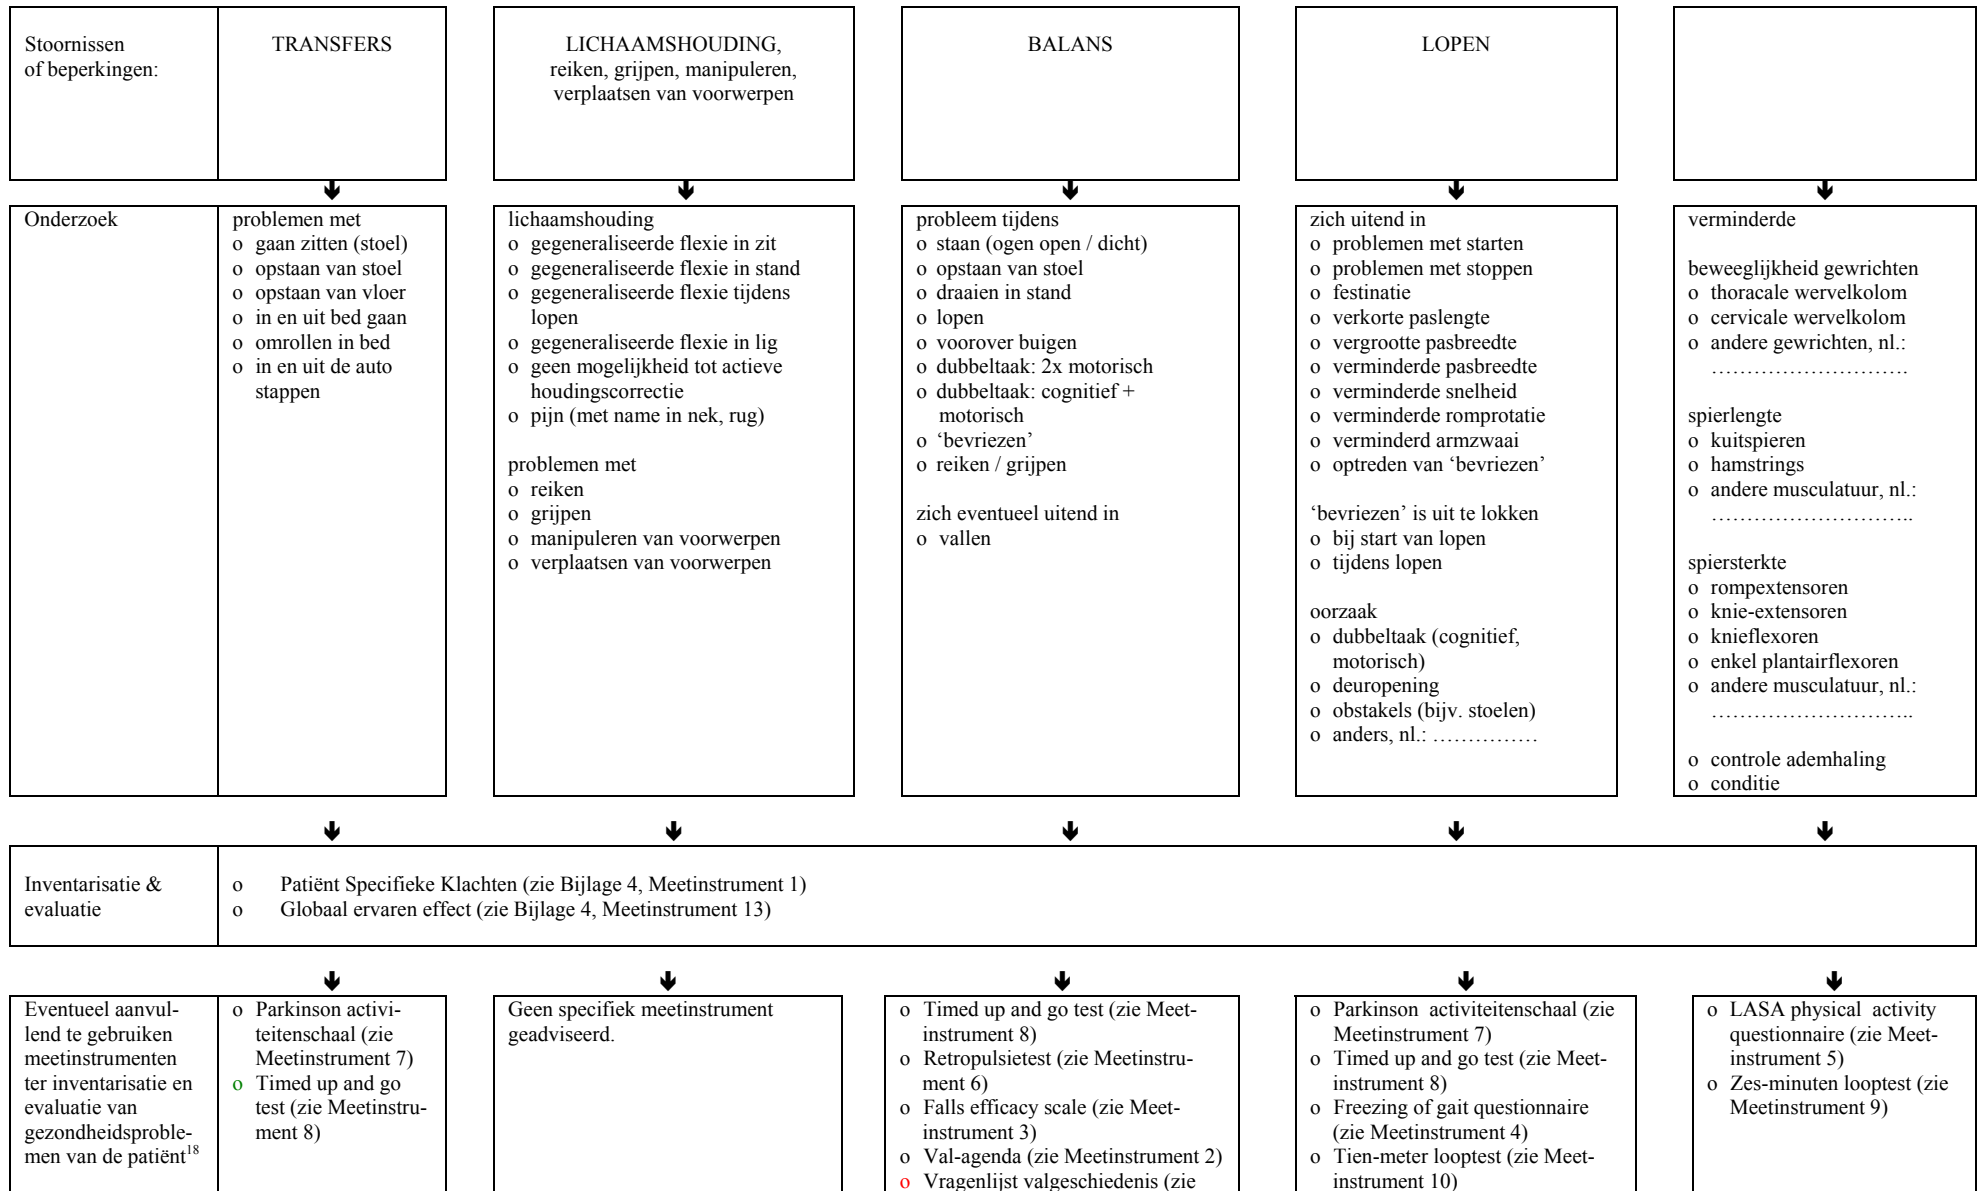 Stoornissen
of beperkingen:
TRANSFERS
LICHAAMSHOUDING,
reiken, grijpen, manipuleren,
verplaatsen van voorwerpen
BALANS
LOPEN
Onderzoek
problemen met
o gaan zitten (stoel)
o opstaan van stoel
o opstaan van vloer
o in en uit bed gaan
o omrollen in bed
o in en uit de auto
stappen
lichaamshouding
o gegeneraliseerde flexie in zit
o gegeneraliseerde flexie in stand
o gegeneraliseerde flexie tijdens
lopen
o gegeneraliseerde flexie in lig
o geen mogelijkheid tot actieve
houdingscorrectie
o pijn (met name in nek, rug)
problemen met
o reiken
o grijpen
o manipuleren van voorwerpen
o verplaatsen van voorwerpen
probleem tijdens
o staan (ogen open / dicht)
o opstaan van stoel
o draaien in stand
o lopen
o voorover buigen
o dubbeltaak: 2x motorisch
o dubbeltaak: cognitief +
motorisch
o ‘bevriezen’
o reiken / grijpen
zich eventueel uitend in
o vallen
zich uitend in
o problemen met starten
o problemen met stoppen
o festinatie
o verkorte paslengte
o vergrootte pasbreedte
o verminderde pasbreedte
o verminderde snelheid
o verminderde romprotatie
o verminderd armzwaai
o optreden van ‘bevriezen’
‘bevriezen’ is uit te lokken
o bij start van lopen
o tijdens lopen
oorzaak
o dubbeltaak (cognitief,
motorisch)
o deuropening
o obstakels (bijv. stoelen)
o anders, nl.: ……………
verminderde
beweeglijkheid gewrichten
o thoracale wervelkolom
o cervicale wervelkolom
o andere gewrichten, nl.:
……………………….
spierlengte
o kuitspieren
o hamstrings
o andere musculatuur, nl.:
………………………..
spiersterkte
o rompextensoren
o knie-extensoren
o knieflexoren
o enkel plantairflexoren
o andere musculatuur, nl.:
………………………..
o controle ademhaling
o conditie
Inventarisatie &
evaluatie
o Patiënt Specifieke Klachten (zie Bijlage 4, Meetinstrument 1)
o Globaal ervaren effect (zie Bijlage 4, Meetinstrument 13)
Eventueel aanvul-
lend te gebruiken
meetinstrumenten
ter inventarisatie en
evaluatie van
gezondheidsproble-
men van de patiënt18
o Parkinson activi-
teitenschaal (zie
Meetinstrument 7)
o Timed up and go
test (zie Meetinstru-
ment 8)
Geen specifiek meetinstrument
geadviseerd.
o Timed up and go test (zie Meet-
instrument 8)
o Retropulsietest (zie Meetinstru-
ment 6)
o Falls efficacy scale (zie Meet-
instrument 3)
o Val-agenda (zie Meetinstrument 2)
o Vragenlijst valgeschiedenis (zie
o Parkinson activiteitenschaal (zie
Meetinstrument 7)
o Timed up and go test (zie Meet-
instrument 8)
o Freezing of gait questionnaire
(zie Meetinstrument 4)
o Tien-meter looptest (zie Meet-
instrument 10)
o LASA physical activity
questionnaire (zie Meet-
instrument 5)
o Zes-minuten looptest (zie
Meetinstrument 9)